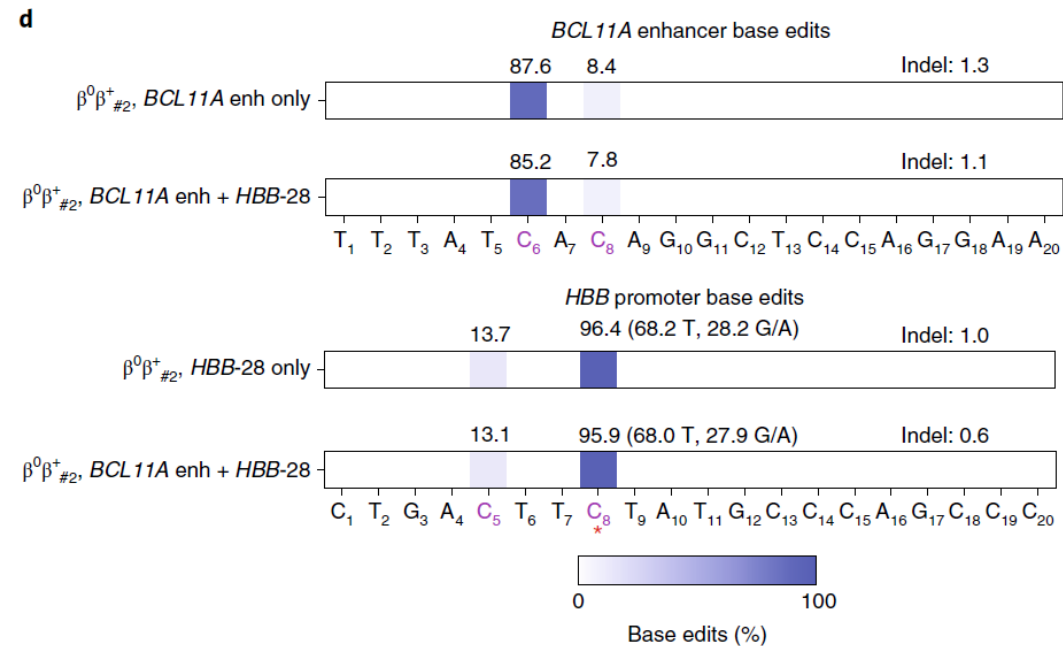 d
BCL11A enhancer base edits
87.6 8.4 Indel: 1.3
β⁰β⁺#2, BCL11A enh only
85.2 7.8 Indel: 1.1
β⁰β⁺#2, BCL11A enh + HBB-28
T₁ T₂ T₃ A₄ T₅ C₆ A₇ C₈ A₉ G₁₀ G₁₁ C₁₂ T₁₃ C₁₄ C₁₅ A₁₆ G₁₇ G₁₈ A₁₉ A₂₀
HBB promoter base edits
13.7 96.4 (68.2 T, 28.2 G/A) Indel: 1.0
β⁰β⁺#2, HBB-28 only
13.1 95.9 (68.0 T, 27.9 G/A) Indel: 0.6
β⁰β⁺#2, BCL11A enh + HBB-28
C₁ T₂ G₃ A₄ C₅ T₆ T₇ C₈ T₉ A₁₀ T₁₁ G₁₂ C₁₃ C₁₄ C₁₅ A₁₆ G₁₇ C₁₈ C₁₉ C₂₀
*
0 100
Base edits (%)